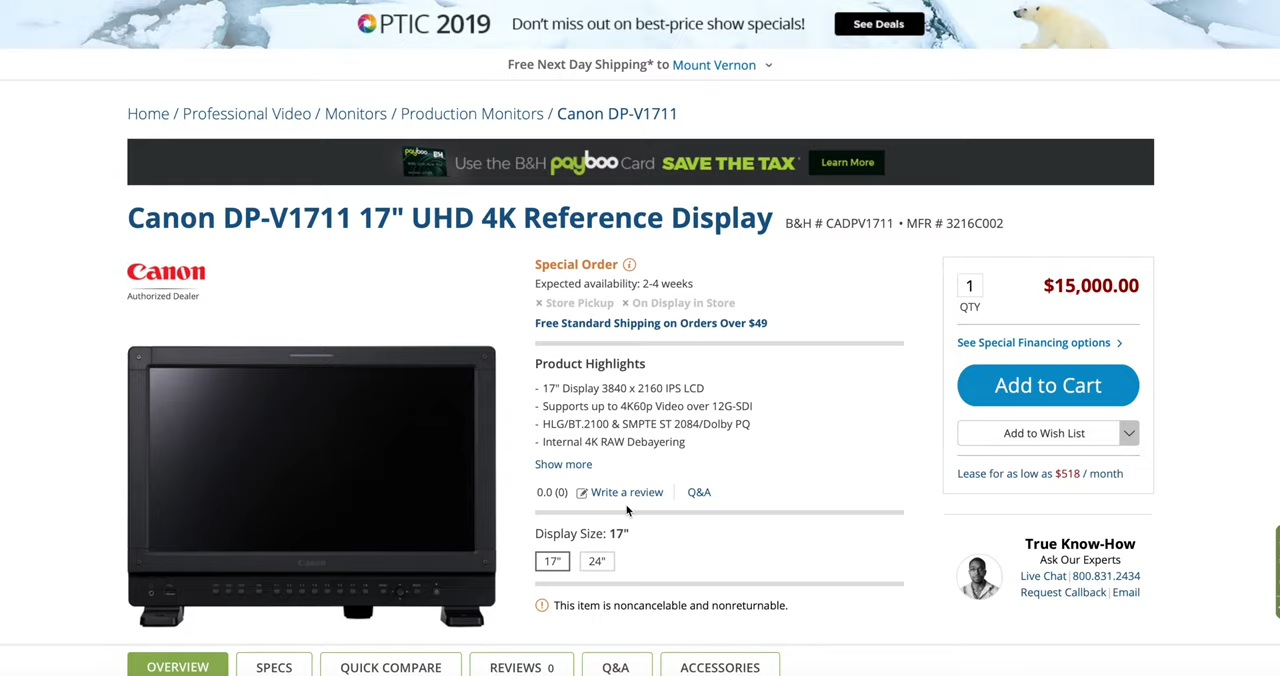 OPTIC 2019 Don't miss out on best-price show specials! See Deals
Free Next Day Shipping* to Mount Vernon
Home / Professional Video / Monitors / Production Monitors / Canon DP-V1711
Use the B&H payboo Card SAVE THE TAX* Learn More
Canon DP-V1711 17" UHD 4K Reference Display B&H # CADPV1711 • MFR # 3216C002
Canon
Authorized Dealer
Special Order
Expected availability: 2-4 weeks
× Store Pickup × On Display in Store
Free Standard Shipping on Orders Over $49
Product Highlights
- 17" Display 3840 x 2160 IPS LCD
- Supports up to 4K60p Video over 12G-SDI
- HLG/BT.2100 & SMPTE ST 2084/Dolby PQ
- Internal 4K RAW Debayering
Show more
0.0 (0) Write a review Q&A
Display Size: 17"
17" 24"
This item is noncancelable and nonreturnable.
1 $15,000.00
QTY
See Special Financing options
Add to Cart
Add to Wish List
Lease for as low as $518 / month
True Know-How
Ask Our Experts
Live Chat | 800.831.2434
Request Callback | Email
OVERVIEW SPECS QUICK COMPARE REVIEWS 0 Q&A ACCESSORIES